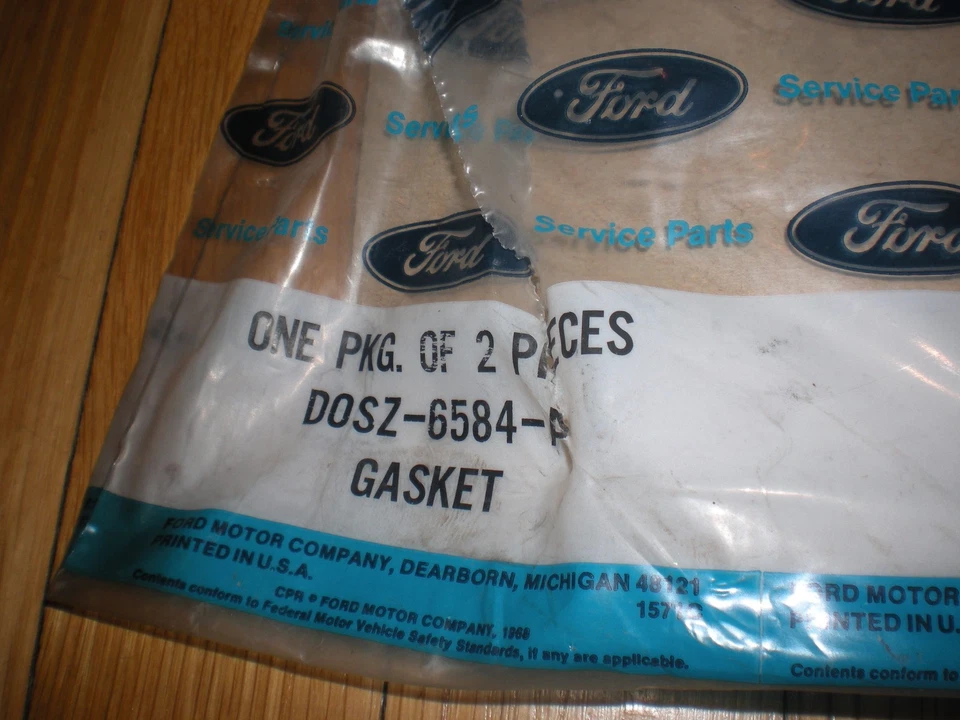 Service Parts
Ford
Service Parts
Ford
Service Parts
Ford
Service Parts
Ford
Service Parts
Ford
ONE PKG. OF 2 PIECES
DOSZ-6584-
GASKET
FORD MOTOR COMPANY, DEARBORN, MICHIGAN 48121
PRINTED IN U.S.A.
CPR ® FORD MOTOR COMPANY, 1968
Contents conform to Federal Motor Vehicle Safety Standards, if any are applicable.
FORD MOTOR
PRINTED IN U.
Contents conform to